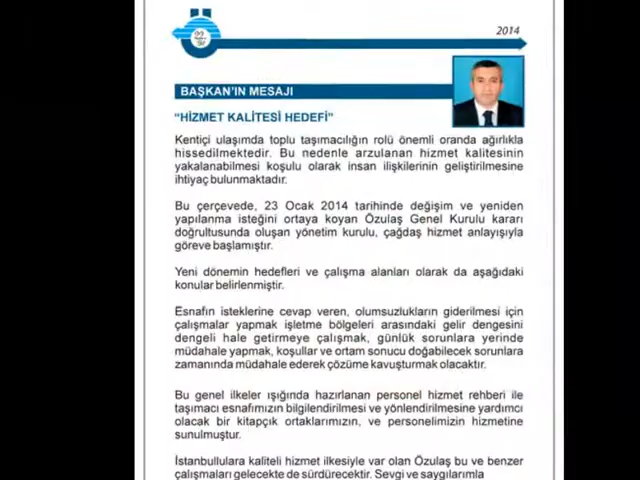 2014
BAŞKAN'IN MESAJI
“HİZMET KALİTESİ HEDEFİ”
Kentiçi ulaşımda toplu taşımacılığın rolü önemli oranda ağırlıkla
hissedilmektedir. Bu nedenle arzulanan hizmet kalitesinin
yakalanabilmesi koşulu olarak insan ilişkilerinin geliştirilmesine
ihtiyaç bulunmaktadır.
Bu çerçevede, 23 Ocak 2014 tarihinde değişim ve yeniden
yapılanma isteğini ortaya koyan Özulaş Genel Kurulu kararı
doğrultusunda oluşan yönetim kurulu, çağdaş hizmet anlayışıyla
göreve başlamıştır.
Yeni dönemin hedefleri ve çalışma alanları olarak da aşağıdaki
konular belirlenmiştir.
Esnafın isteklerine cevap veren, olumsuzlukların giderilmesi için
çalışmalar yapmak işletme bölgeleri arasındaki gelir dengesini
dengeli hale getirmeye çalışmak, günlük sorunlara yerinde
müdahale yapmak, koşullar ve ortam sonucu doğabilecek sorunlara
zamanında müdahale ederek çözüme kavuşturmak olacaktır.
Bu genel ilkeler ışığında hazırlanan personel hizmet rehberi ile
taşımacı esnafımızın bilgilendirilmesi ve yönlendirilmesine yardımcı
olacak bir kitapçık ortaklarımızın, ve personelimizin hizmetine
sunulmuştur.
İstanbullulara kaliteli hizmet ilkesiyle var olan Özulaş bu ve benzer
çalışmaları gelecekte de sürdürecektir. Sevgi ve saygılarımla